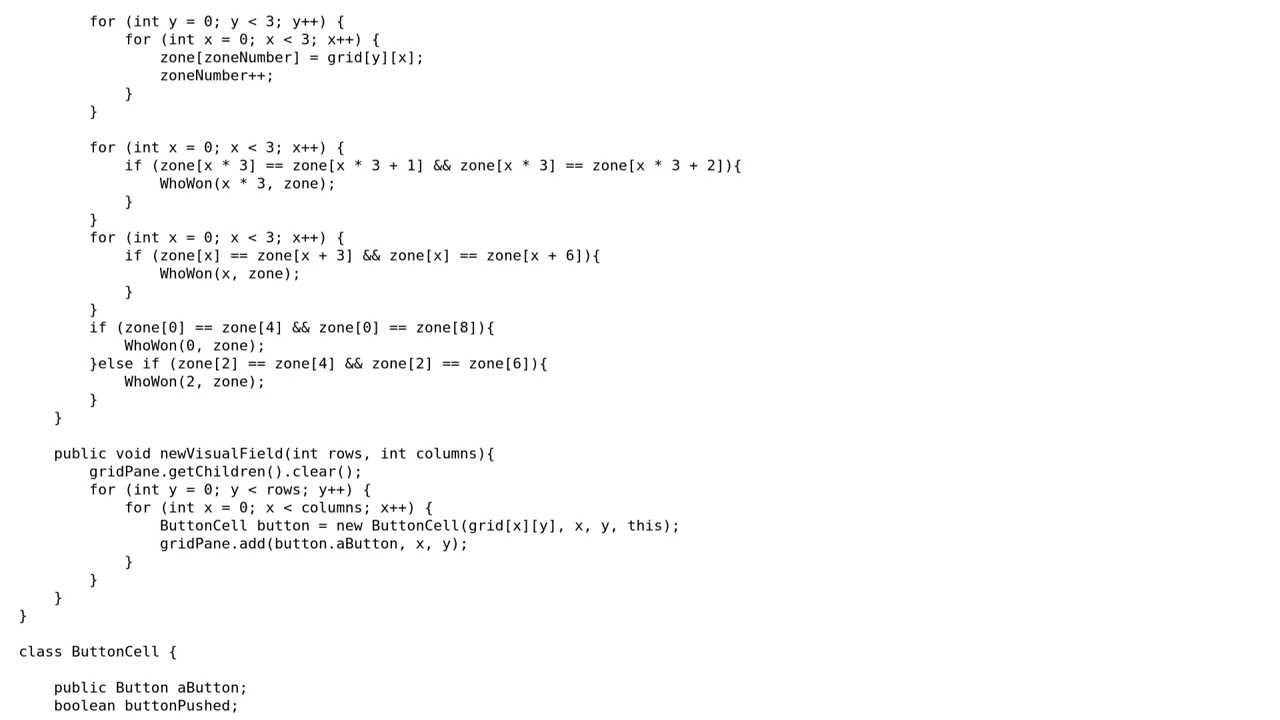 for (int y = 0; y < 3; y++) {
            for (int x = 0; x < 3; x++) {
                zone[zoneNumber] = grid[y][x];
                zoneNumber++;
            }
        }

        for (int x = 0; x < 3; x++) {
            if (zone[x * 3] == zone[x * 3 + 1] && zone[x * 3] == zone[x * 3 + 2]){
                WhoWon(x * 3, zone);
            }
        }
        for (int x = 0; x < 3; x++) {
            if (zone[x] == zone[x + 3] && zone[x] == zone[x + 6]){
                WhoWon(x, zone);
            }
        }
        if (zone[0] == zone[4] && zone[0] == zone[8]){
            WhoWon(0, zone);
        }else if (zone[2] == zone[4] && zone[2] == zone[6]){
            WhoWon(2, zone);
        }
    }

    public void newVisualField(int rows, int columns){
        gridPane.getChildren().clear();
        for (int y = 0; y < rows; y++) {
            for (int x = 0; x < columns; x++) {
                ButtonCell button = new ButtonCell(grid[x][y], x, y, this);
                gridPane.add(button.aButton, x, y);
            }
        }
    }
}

class ButtonCell {

    public Button aButton;
    boolean buttonPushed;